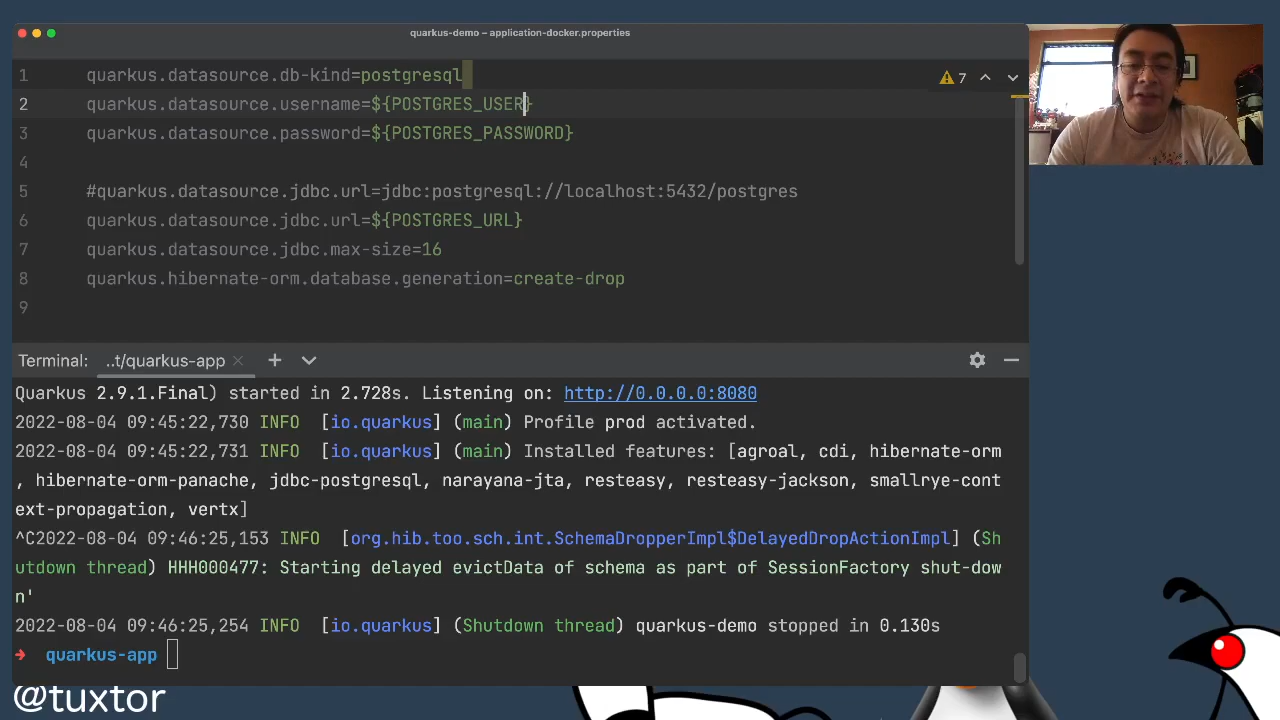 quarkus-demo – application-docker.properties
1 quarkus.datasource.db-kind=postgresql
7
2 quarkus.datasource.username=${POSTGRES_USER}
3 quarkus.datasource.password=${POSTGRES_PASSWORD}
4
5 #quarkus.datasource.jdbc.url=jdbc:postgresql://localhost:5432/postgres
6 quarkus.datasource.jdbc.url=${POSTGRES_URL}
7 quarkus.datasource.jdbc.max-size=16
8 quarkus.hibernate-orm.database.generation=create-drop
9
Terminal: ..t/quarkus-app
Quarkus 2.9.1.Final) started in 2.728s. Listening on: http://0.0.0.0:8080
2022-08-04 09:45:22,730 INFO [io.quarkus] (main) Profile prod activated.
2022-08-04 09:45:22,731 INFO [io.quarkus] (main) Installed features: [agroal, cdi, hibernate-orm
, hibernate-orm-panache, jdbc-postgresql, narayana-jta, resteasy, resteasy-jackson, smallrye-cont
ext-propagation, vertx]
^C2022-08-04 09:46:25,153 INFO [org.hib.too.sch.int.SchemaDropperImpl$DelayedDropActionImpl] (Sh
utdown thread) HHH000477: Starting delayed evictData of schema as part of SessionFactory shut-dow
n'
2022-08-04 09:46:25,254 INFO [io.quarkus] (Shutdown thread) quarkus-demo stopped in 0.130s
→ quarkus-app
@tuxtor